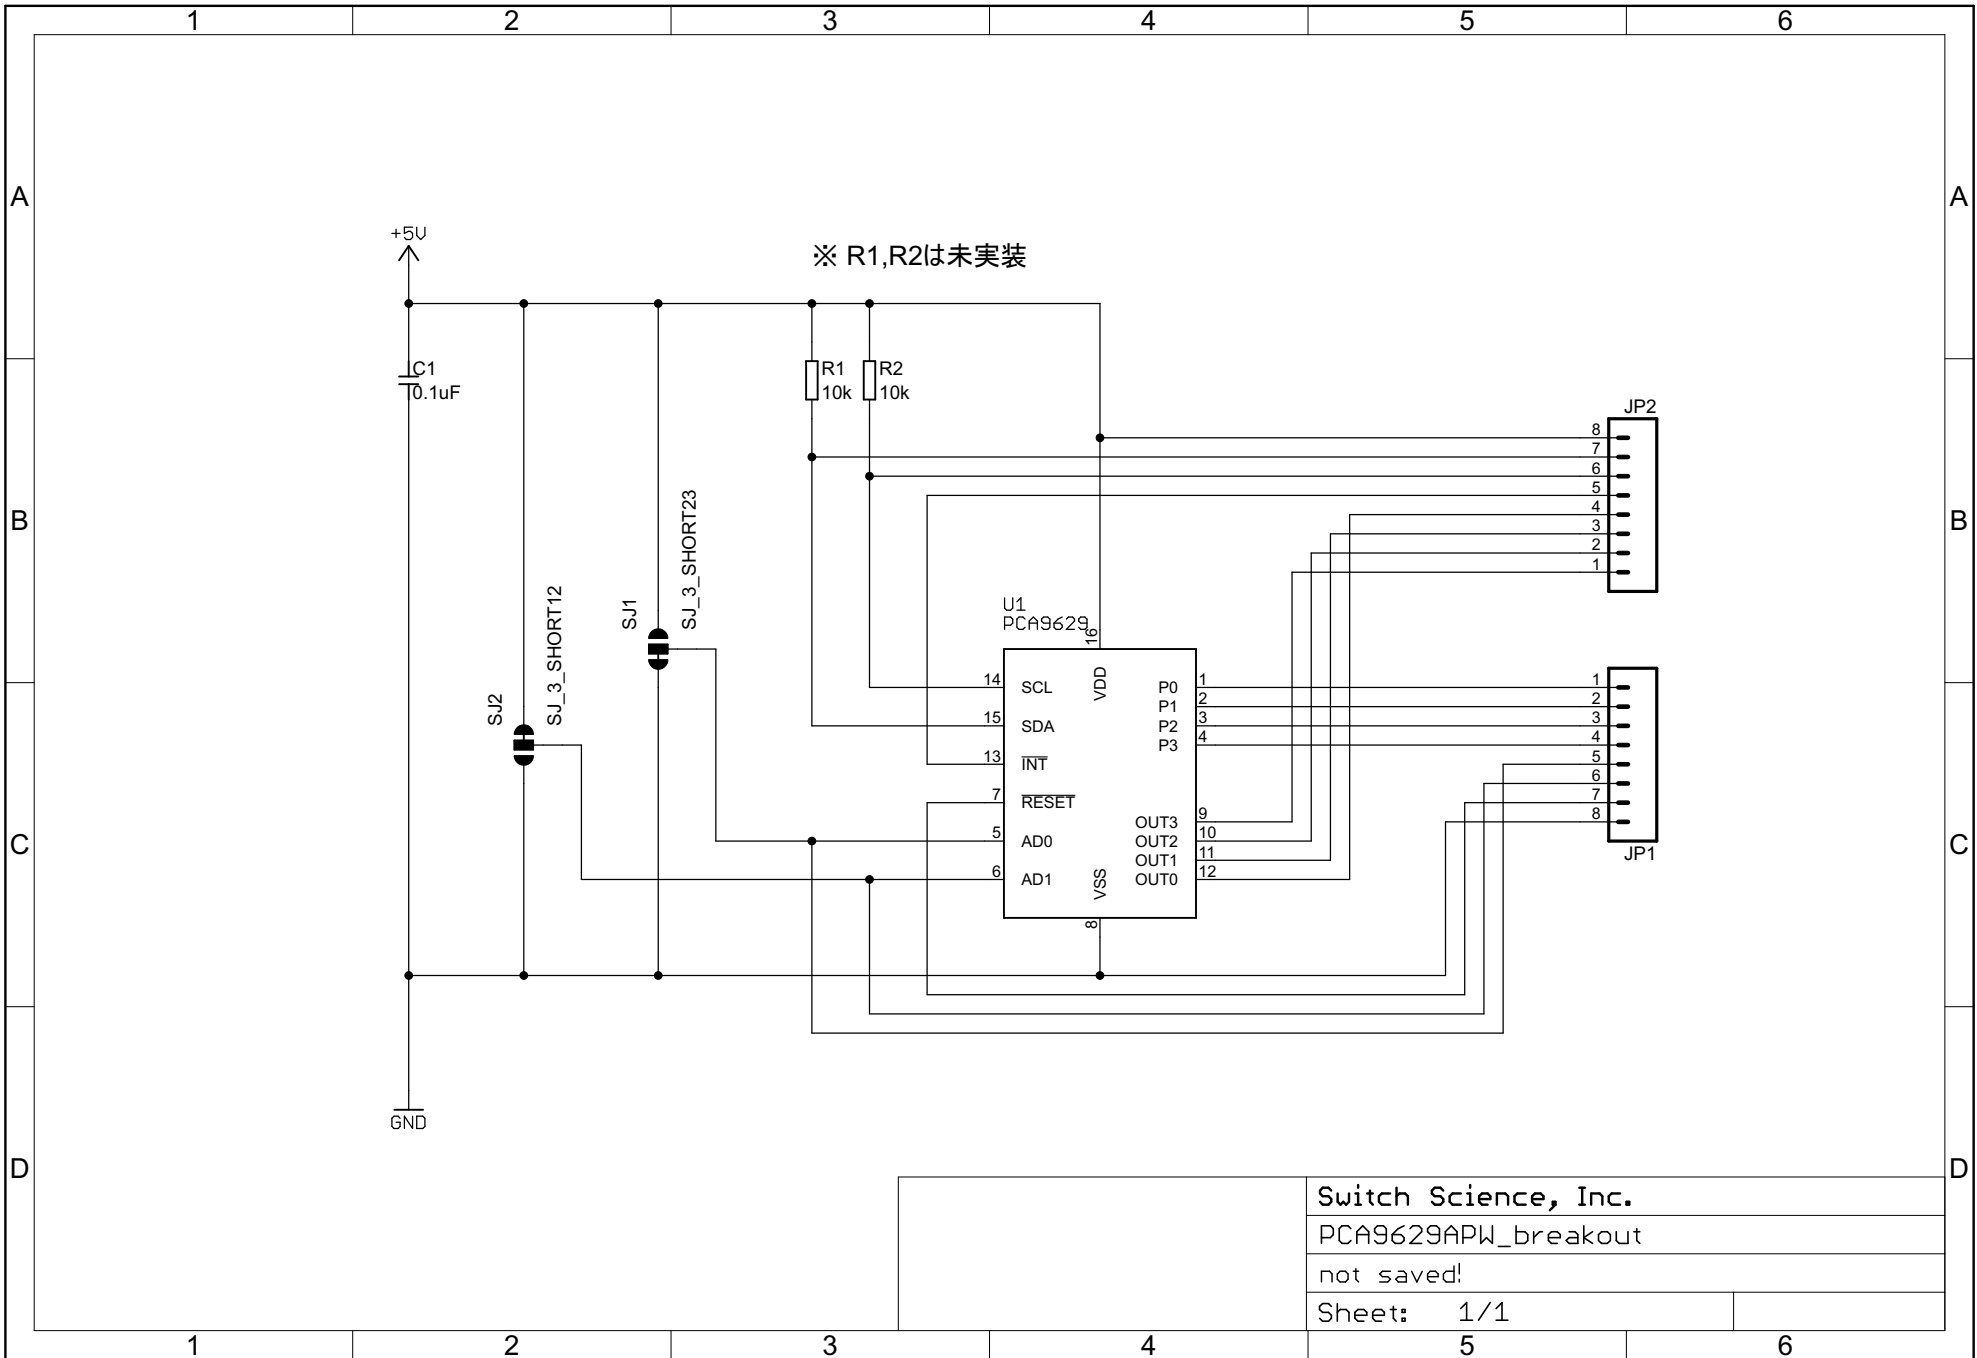 1 2 3 4 5 6
A A
+5V
※ R1,R2は未実装
C1
0.1uF
R1
10k
R2
10k
JP2
8
7
6
5
4
3
2
1
B B
SJ_3_SHORT23
SJ1
SJ_3_SHORT12
SJ2
U1
PCA9629
16
VDD
14 SCL
15 SDA
13 INT
7 RESET
5 AD0
6 AD1
P0 1
P1 2
P2 3
P3 4
OUT3 9
OUT2 10
OUT1 11
OUT0 12
VSS
8
1
2
3
4
5
6
7
8
JP1
C C
GND
D D
Switch Science, Inc.
PCA9629APW_breakout
not saved!
Sheet: 1/1
1 2 3 4 5 6